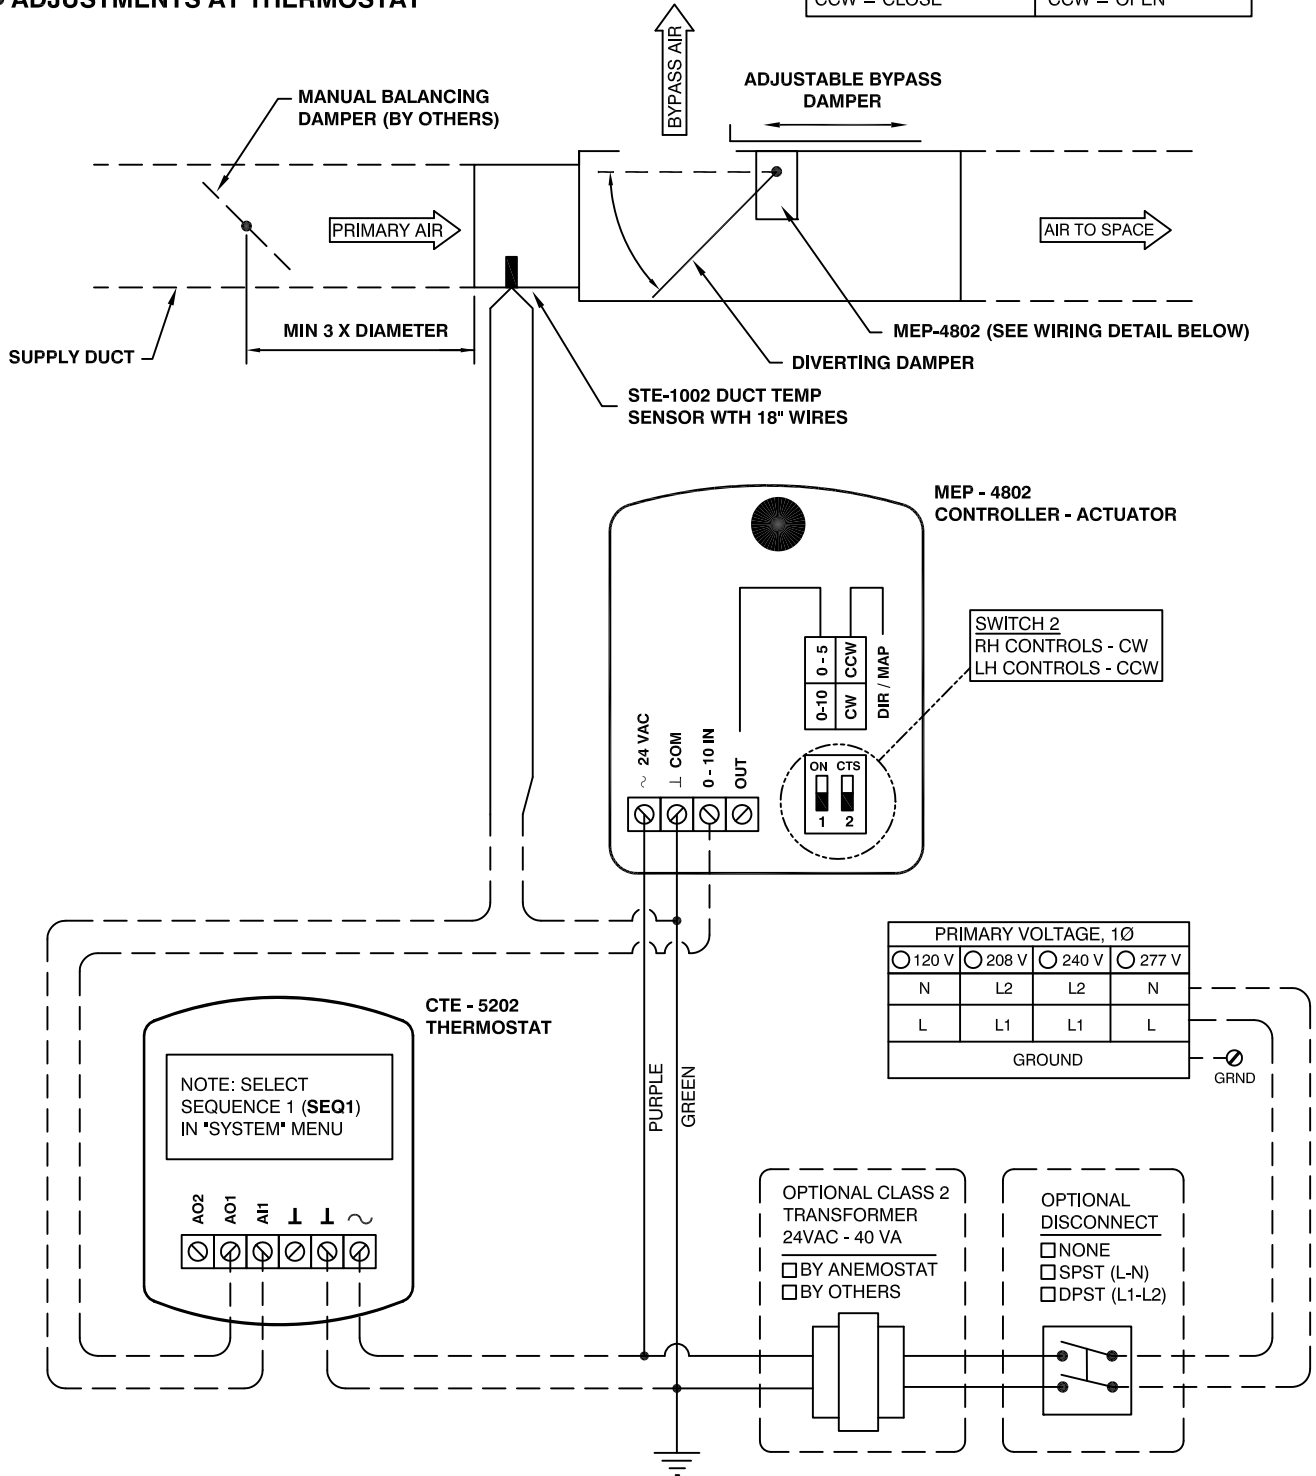 ADJUSTMENTS AT THERMOSTAT
CCW – CLOSE
CCW – OPEN
BYPASS AIR
MANUAL BALANCING
DAMPER (BY OTHERS)
ADJUSTABLE BYPASS
DAMPER
PRIMARY AIR
AIR TO SPACE
MIN 3 X DIAMETER
SUPPLY DUCT
MEP-4802 (SEE WIRING DETAIL BELOW)
DIVERTING DAMPER
STE-1002 DUCT TEMP
SENSOR WTH 18" WIRES
MEP - 4802
CONTROLLER - ACTUATOR
SWITCH 2
RH CONTROLS - CW
LH CONTROLS - CCW
0 - 5
CCW
0-10
CW
DIR / MAP
~ 24 VAC
⊥ COM
0 - 10 IN
OUT
ON CTS
1 2
PRIMARY VOLTAGE, 1Ø
120 V 208 V 240 V 277 V
N L2 L2 N
L L1 L1 L
GROUND
GRND
CTE - 5202
THERMOSTAT
NOTE: SELECT
SEQUENCE 1 (SEQ1)
IN "SYSTEM" MENU
AO2 AO1 AI1 ⊥ ⊥ ~
PURPLE
GREEN
OPTIONAL CLASS 2
TRANSFORMER
24VAC - 40 VA
☐ BY ANEMOSTAT
☐ BY OTHERS
OPTIONAL
DISCONNECT
☐ NONE
☐ SPST (L-N)
☐ DPST (L1-L2)